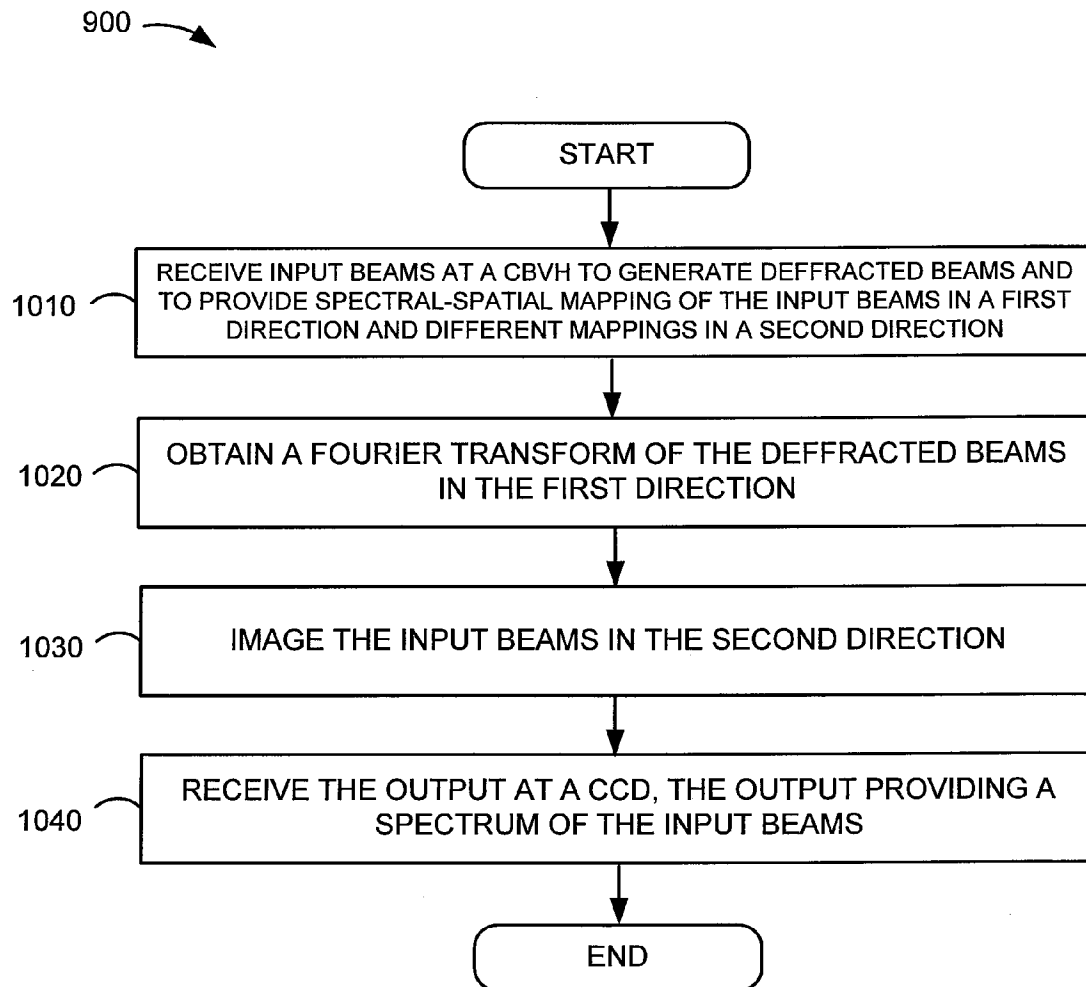 900
START
1010
RECEIVE INPUT BEAMS AT A CBVH TO GENERATE DEFFRACTED BEAMS AND
TO PROVIDE SPECTRAL-SPATIAL MAPPING OF THE INPUT BEAMS IN A FIRST
DIRECTION AND DIFFERENT MAPPINGS IN A SECOND DIRECTION
1020
OBTAIN A FOURIER TRANSFORM OF THE DEFFRACTED BEAMS
IN THE FIRST DIRECTION
1030
IMAGE THE INPUT BEAMS IN THE SECOND DIRECTION
1040
RECEIVE THE OUTPUT AT A CCD, THE OUTPUT PROVIDING A
SPECTRUM OF THE INPUT BEAMS
END